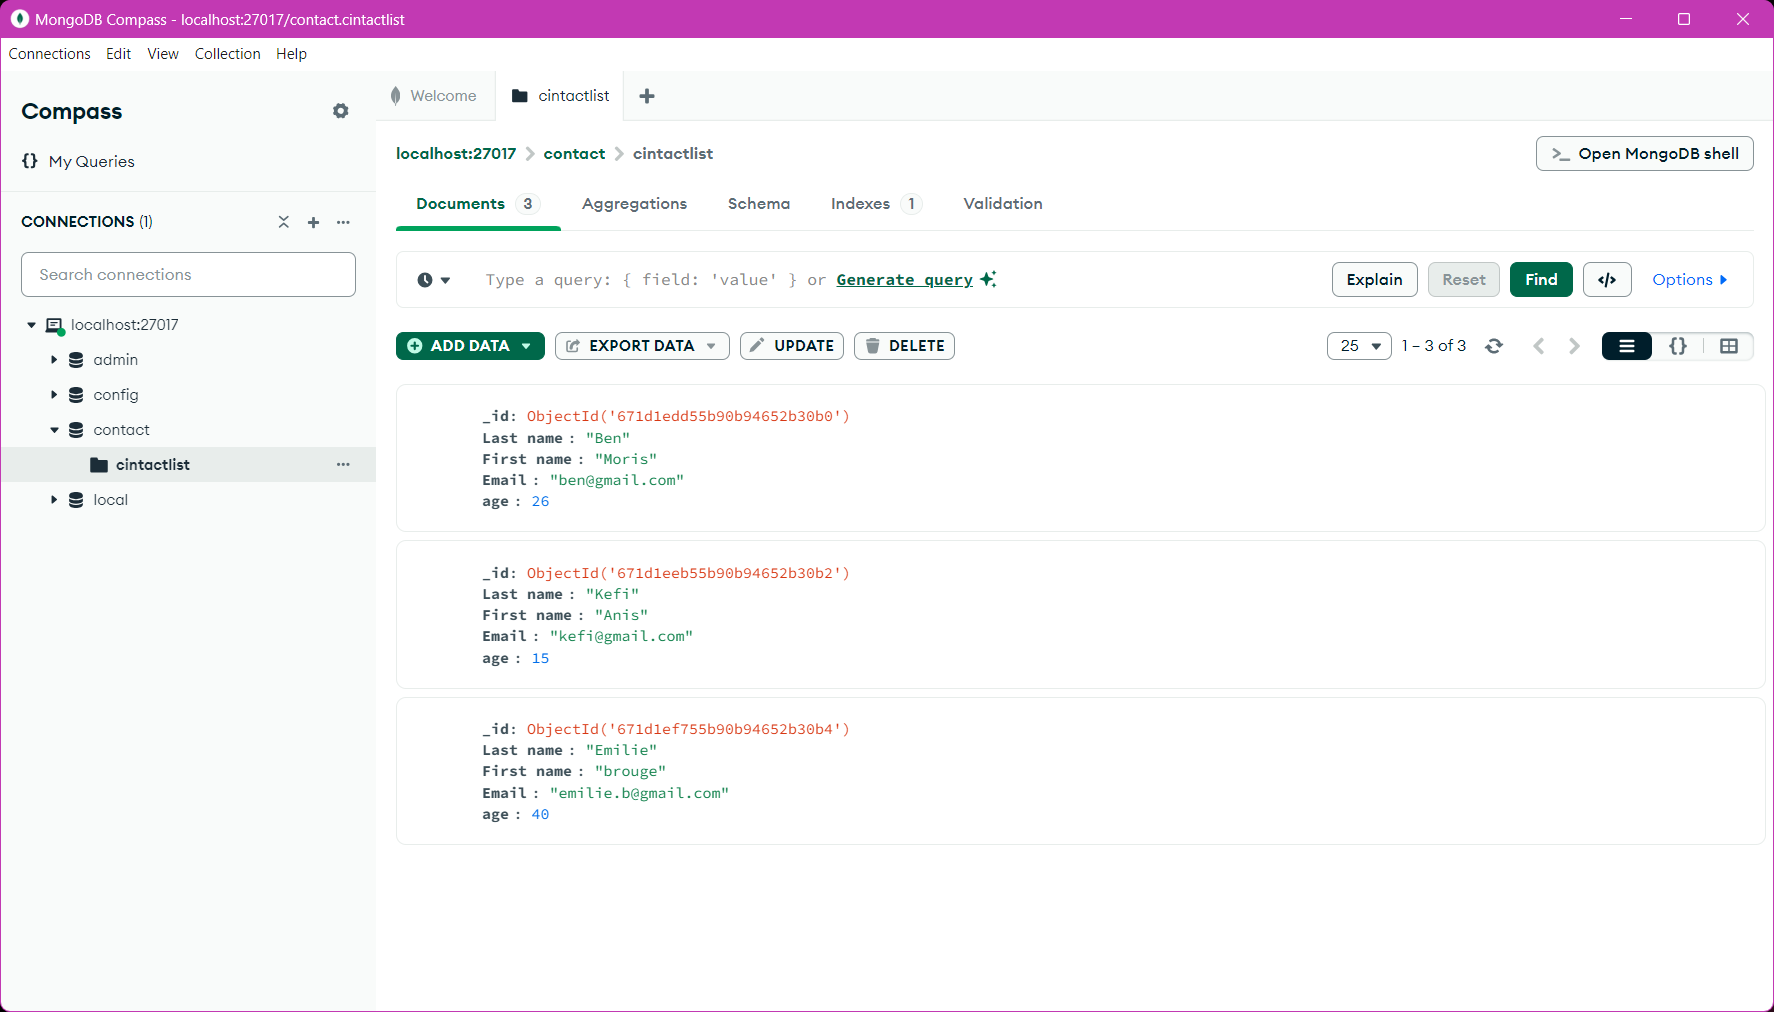 MongoDB Compass - localhost:27017/contact.cintactlist
Connections Edit View Collection Help
Compass
{} My Queries
CONNECTIONS (1)
Search connections
localhost:27017
admin
config
contact
cintactlist
local
Welcome
cintactlist
localhost:27017 > contact > cintactlist
>_ Open MongoDB shell
Documents 3 Aggregations Schema Indexes 1 Validation
Type a query: { field: 'value' } or Generate query
Explain Reset Find </> Options
ADD DATA EXPORT DATA UPDATE DELETE
25 1 – 3 of 3 {}
_id: ObjectId('671d1edd55b90b94652b30b0')
Last name : "Ben"
First name : "Moris"
Email : "ben@gmail.com"
age : 26
_id: ObjectId('671d1eeb55b90b94652b30b2')
Last name : "Kefi"
First name : "Anis"
Email : "kefi@gmail.com"
age : 15
_id: ObjectId('671d1ef755b90b94652b30b4')
Last name : "Emilie"
First name : "brouge"
Email : "emilie.b@gmail.com"
age : 40